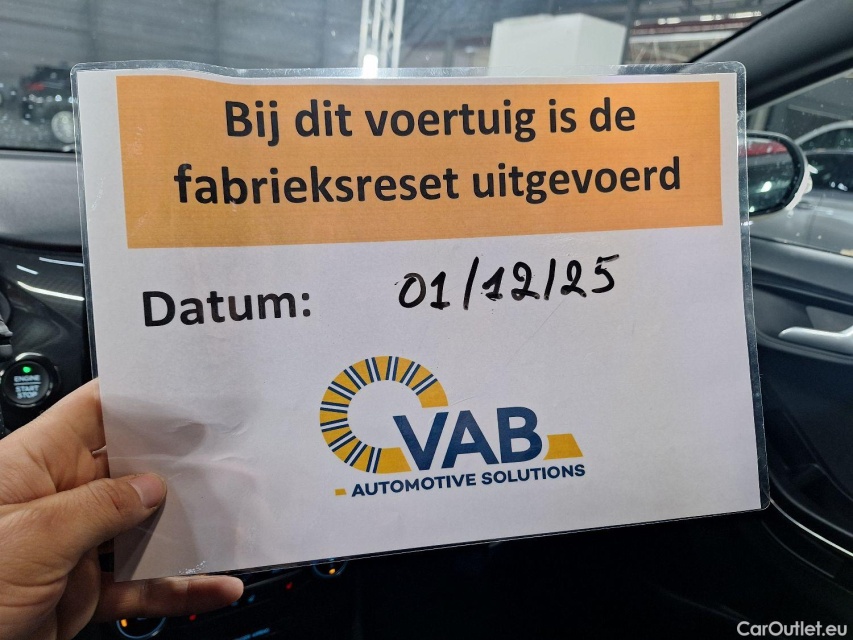 Bij dit voertuig is de
fabrieksreset uitgevoerd
Datum: 01/12/25
VAB
AUTOMOTIVE SOLUTIONS
ENGINE
START
STOP
CarOutlet.eu